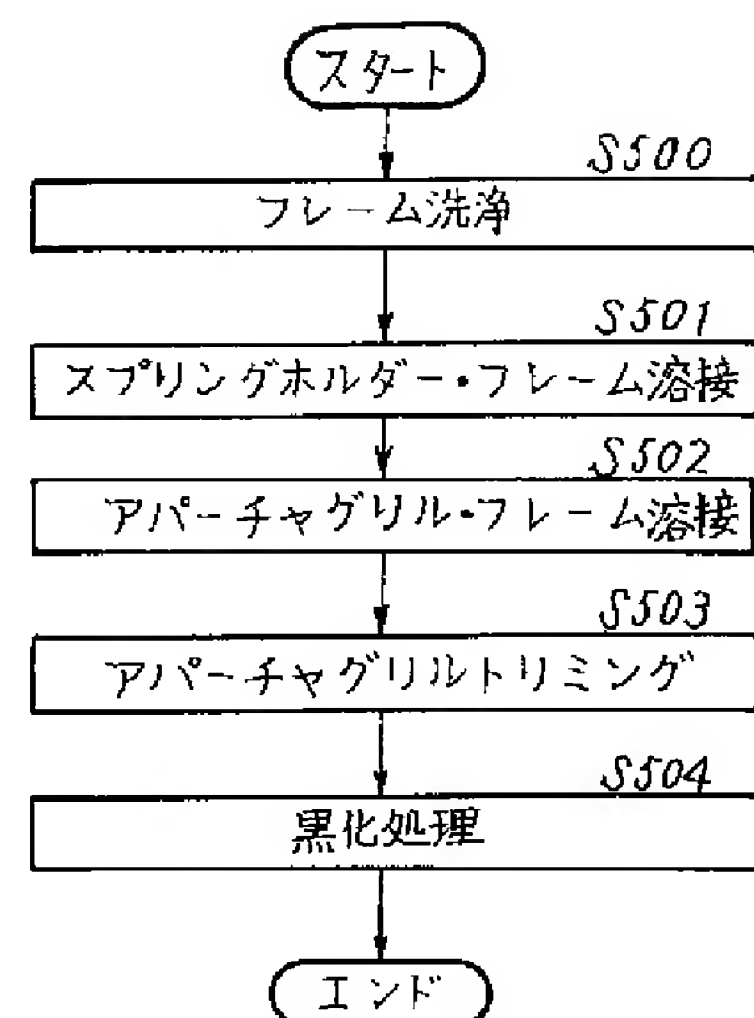 スタート
S500
フレーム洗浄
S501
スプリングホルダー・フレーム溶接
S502
アパーチャグリル・フレーム溶接
S503
アパーチャグリルトリミング
S504
黒化処理
エンド